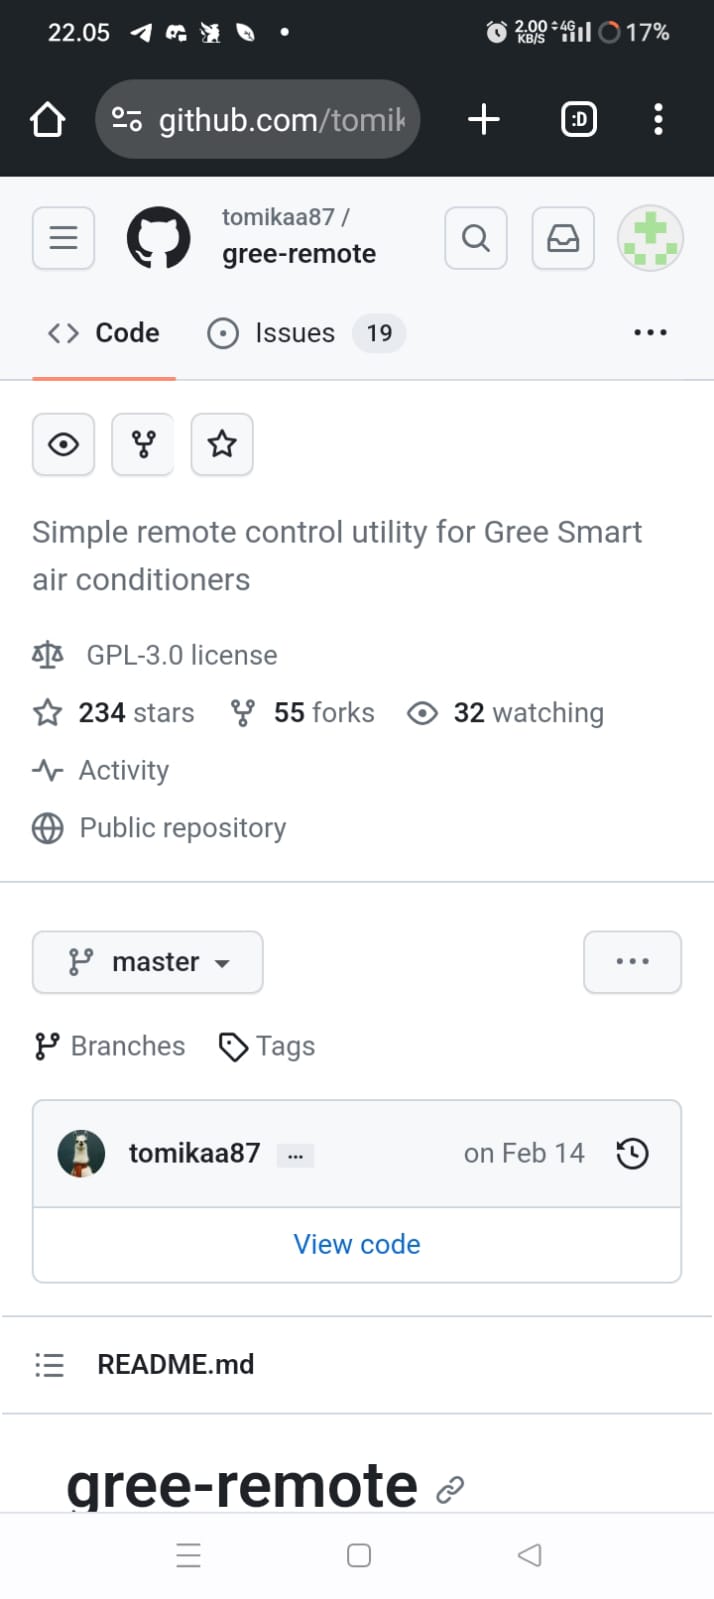 22.05
2.00 KB/S 4G 17%
github.com/tomik
:D
tomikaa87 /
gree-remote
Code Issues 19
Simple remote control utility for Gree Smart
air conditioners
GPL-3.0 license
234 stars 55 forks 32 watching
Activity
Public repository
master
Branches Tags
tomikaa87 ... on Feb 14
View code
README.md
gree-remote